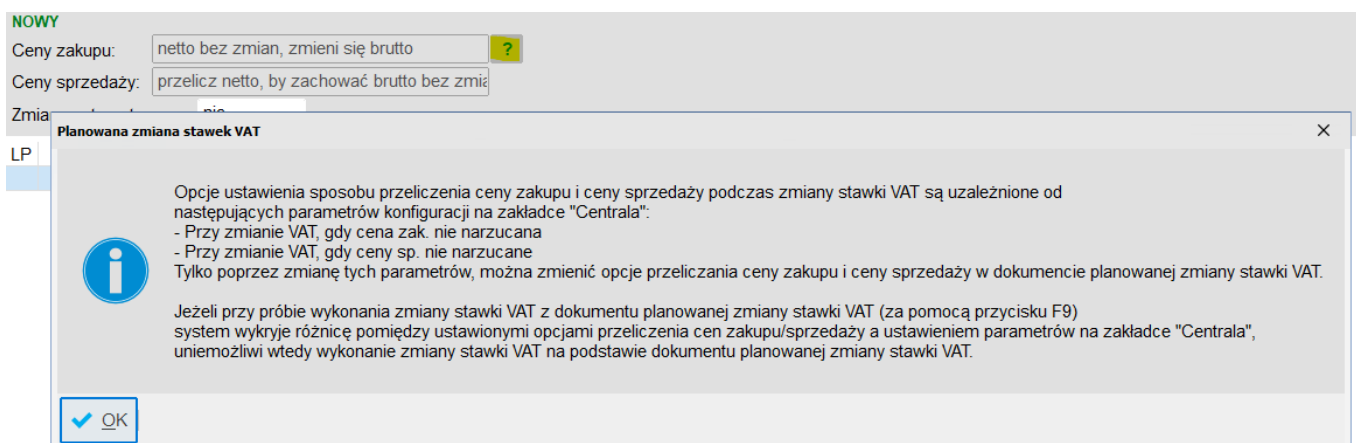 NOWY
Ceny zakupu: netto bez zmian, zmieni się brutto ?
Ceny sprzedaży: przelicz netto, by zachować brutto bez
Planowana zmiana stawek VAT
LP
Opcje ustawienia sposobu przeliczenia ceny zakupu i ceny sprzedaży podczas zmiany stawki VAT są uzależnione od
następujących parametrów konfiguracji na zakładce "Centrala":
- Przy zmianie VAT, gdy cena zak. nie narzucana
- Przy zmianie VAT, gdy ceny sp. nie narzucane
Tylko poprzez zmianę tych parametrów, można zmienić opcje przeliczania ceny zakupu i ceny sprzedaży w dokumencie planowanej zmiany stawki VAT.
Jeżeli przy próbie wykonania zmiany stawki VAT z dokumentu planowanej zmiany stawki VAT (za pomocą przycisku F9)
system wykryje różnicę pomiędzy ustawionymi opcjami przeliczenia cen zakupu/sprzedaży a ustawieniem parametrów na zakładce "Centrala",
uniemożliwi wtedy wykonanie zmiany stawki VAT na podstawie dokumentu planowanej zmiany stawki VAT.
OK